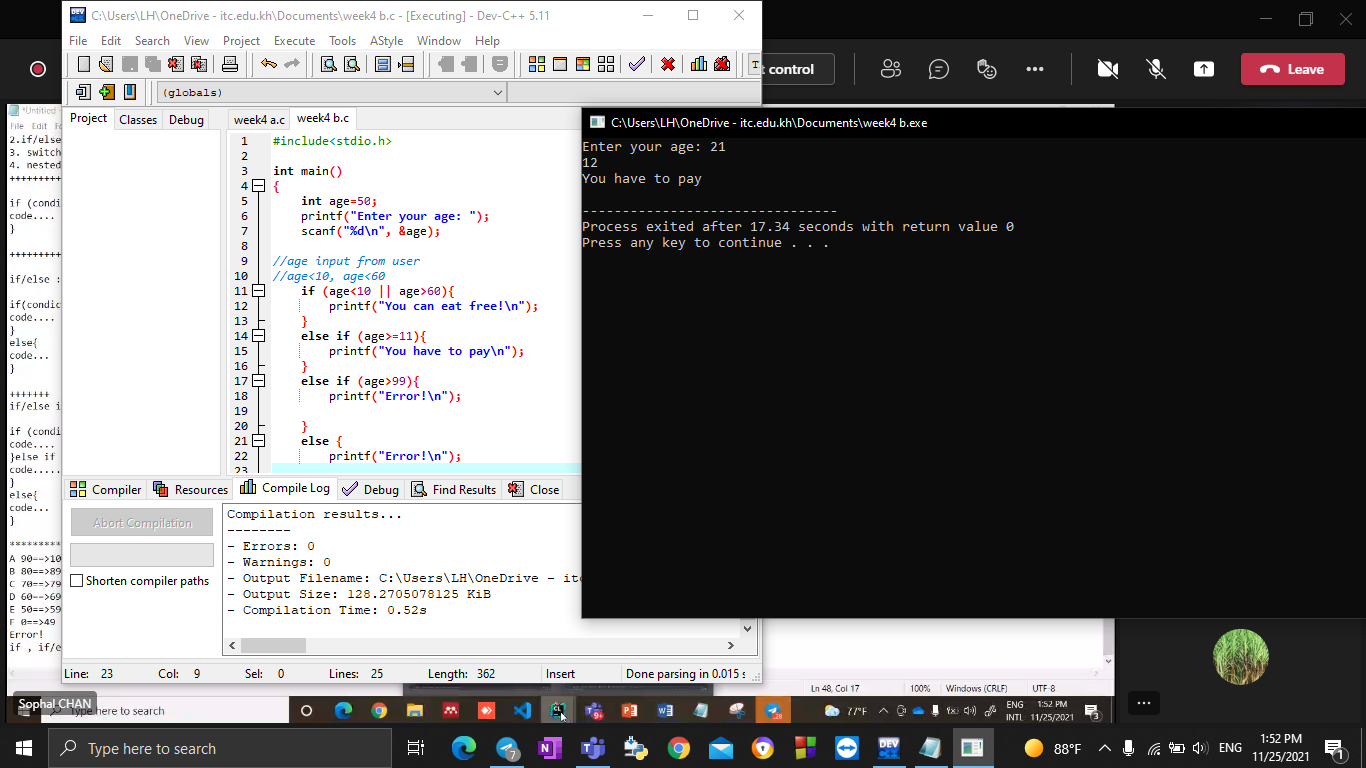 C:\Users\LH\OneDrive - itc.edu.kh\Documents\week4 b.c - [Executing] - Dev-C++ 5.11
File Edit Search View Project Execute Tools AStyle Window Help
t control
Leave
(globals)
Project Classes Debug
week4 a.c week4 b.c
1 #include<stdio.h>
2
3 int main()
4 {
5 int age=50;
6 printf("Enter your age: ");
7 scanf("%d\n", &age);
8
9 //age input from user
10 //age<10, age<60
11 if (age<10 || age>60){
12 printf("You can eat free!\n");
13 }
14 else if (age>=11){
15 printf("You have to pay\n");
16 }
17 else if (age>99){
18 printf("Error!\n");
19
20 }
21 else {
22 printf("Error!\n");
23
C:\Users\LH\OneDrive - itc.edu.kh\Documents\week4 b.exe
Enter your age: 21
12
You have to pay
--------------------------------
Process exited after 17.34 seconds with return value 0
Press any key to continue . . .
*Untitled
File Edit Fo
2.if/else
3. switch
4. nested
+++++++++
if (condi
code....
}
+++++++++
if/else :
if(condic
code....
}
else{
code...
}
+++++++
if/else i
if (condi
code....
}else if
code.....
}
else{
code...
}
*********
A 90==>10
B 80==>89
C 70==>79
D 60==>69
E 50==>59
F 0==>49
Error!
if , if/e
Compiler Resources Compile Log Debug Find Results Close
Abort Compilation
Shorten compiler paths
Compilation results...
--------
- Errors: 0
- Warnings: 0
- Output Filename: C:\Users\LH\OneDrive - itc
- Output Size: 128.2705078125 KiB
- Compilation Time: 0.52s
Line: 23 Col: 9 Sel: 0 Lines: 25 Length: 362 Insert Done parsing in 0.015 s
Ln 48, Col 17 100% Windows (CRLF) UTF-8
Sophal CHAN
Type here to search
77°F
ENG
INTL
1:52 PM
11/25/2021
3
Type here to search
88°F
ENG
1:52 PM
11/25/2021
1